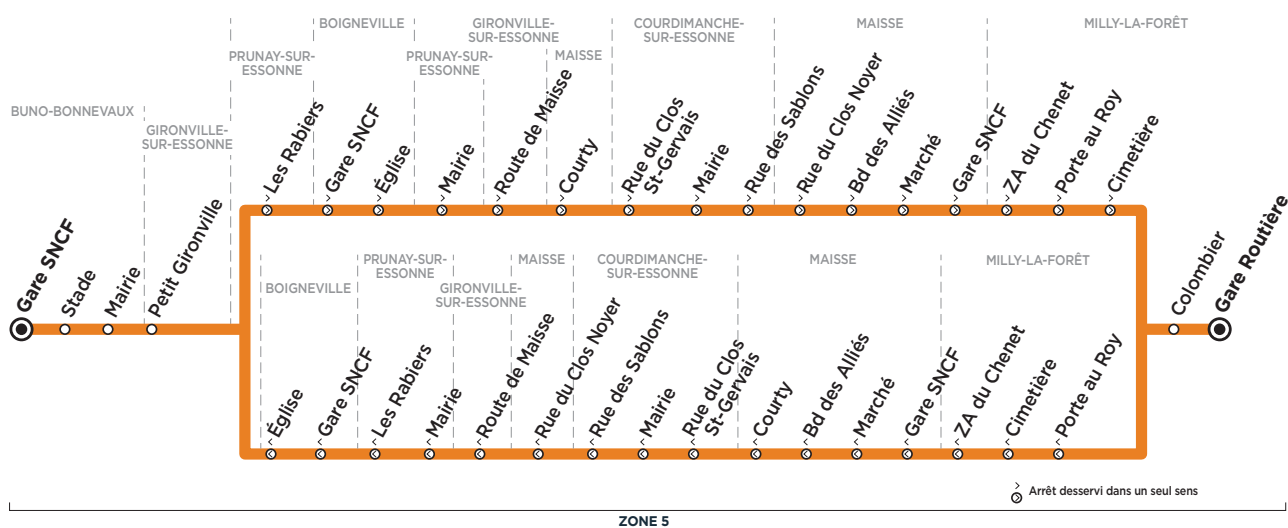 BOIGNEVILLE
GIRONVILLE-
SUR-ESSONNE
COURDIMANCHE-
SUR-ESSONNE
MAISSE
MILLY-LA-FORÊT
PRUNAY-SUR-
ESSONNE
PRUNAY-SUR-
ESSONNE
MAISSE
BUNO-BONNEVAUX
GIRONVILLE-
SUR-ESSONNE
Les Rabiers
Gare SNCF
Église
Mairie
Route de Maisse
Courty
Rue du Clos
St-Gervais
Mairie
Rue des Sablons
Rue du Clos Noyer
Bd des Alliés
Marché
Gare SNCF
ZA du Chenet
Porte au Roy
Cimetière
Gare SNCF
Stade
Mairie
Petit Gironville
Colombier
Gare Routière
BOIGNEVILLE
PRUNAY-SUR-
ESSONNE
GIRONVILLE-
SUR-ESSONNE
MAISSE
COURDIMANCHE-
SUR-ESSONNE
MAISSE
MILLY-LA-FORÊT
Église
Gare SNCF
Les Rabiers
Mairie
Route de Maisse
Rue du Clos Noyer
Rue des Sablons
Mairie
Rue du Clos
St-Gervais
Courty
Bd des Alliés
Marché
Gare SNCF
ZA du Chenet
Cimetière
Porte au Roy
Arrêt desservi dans un seul sens
ZONE 5